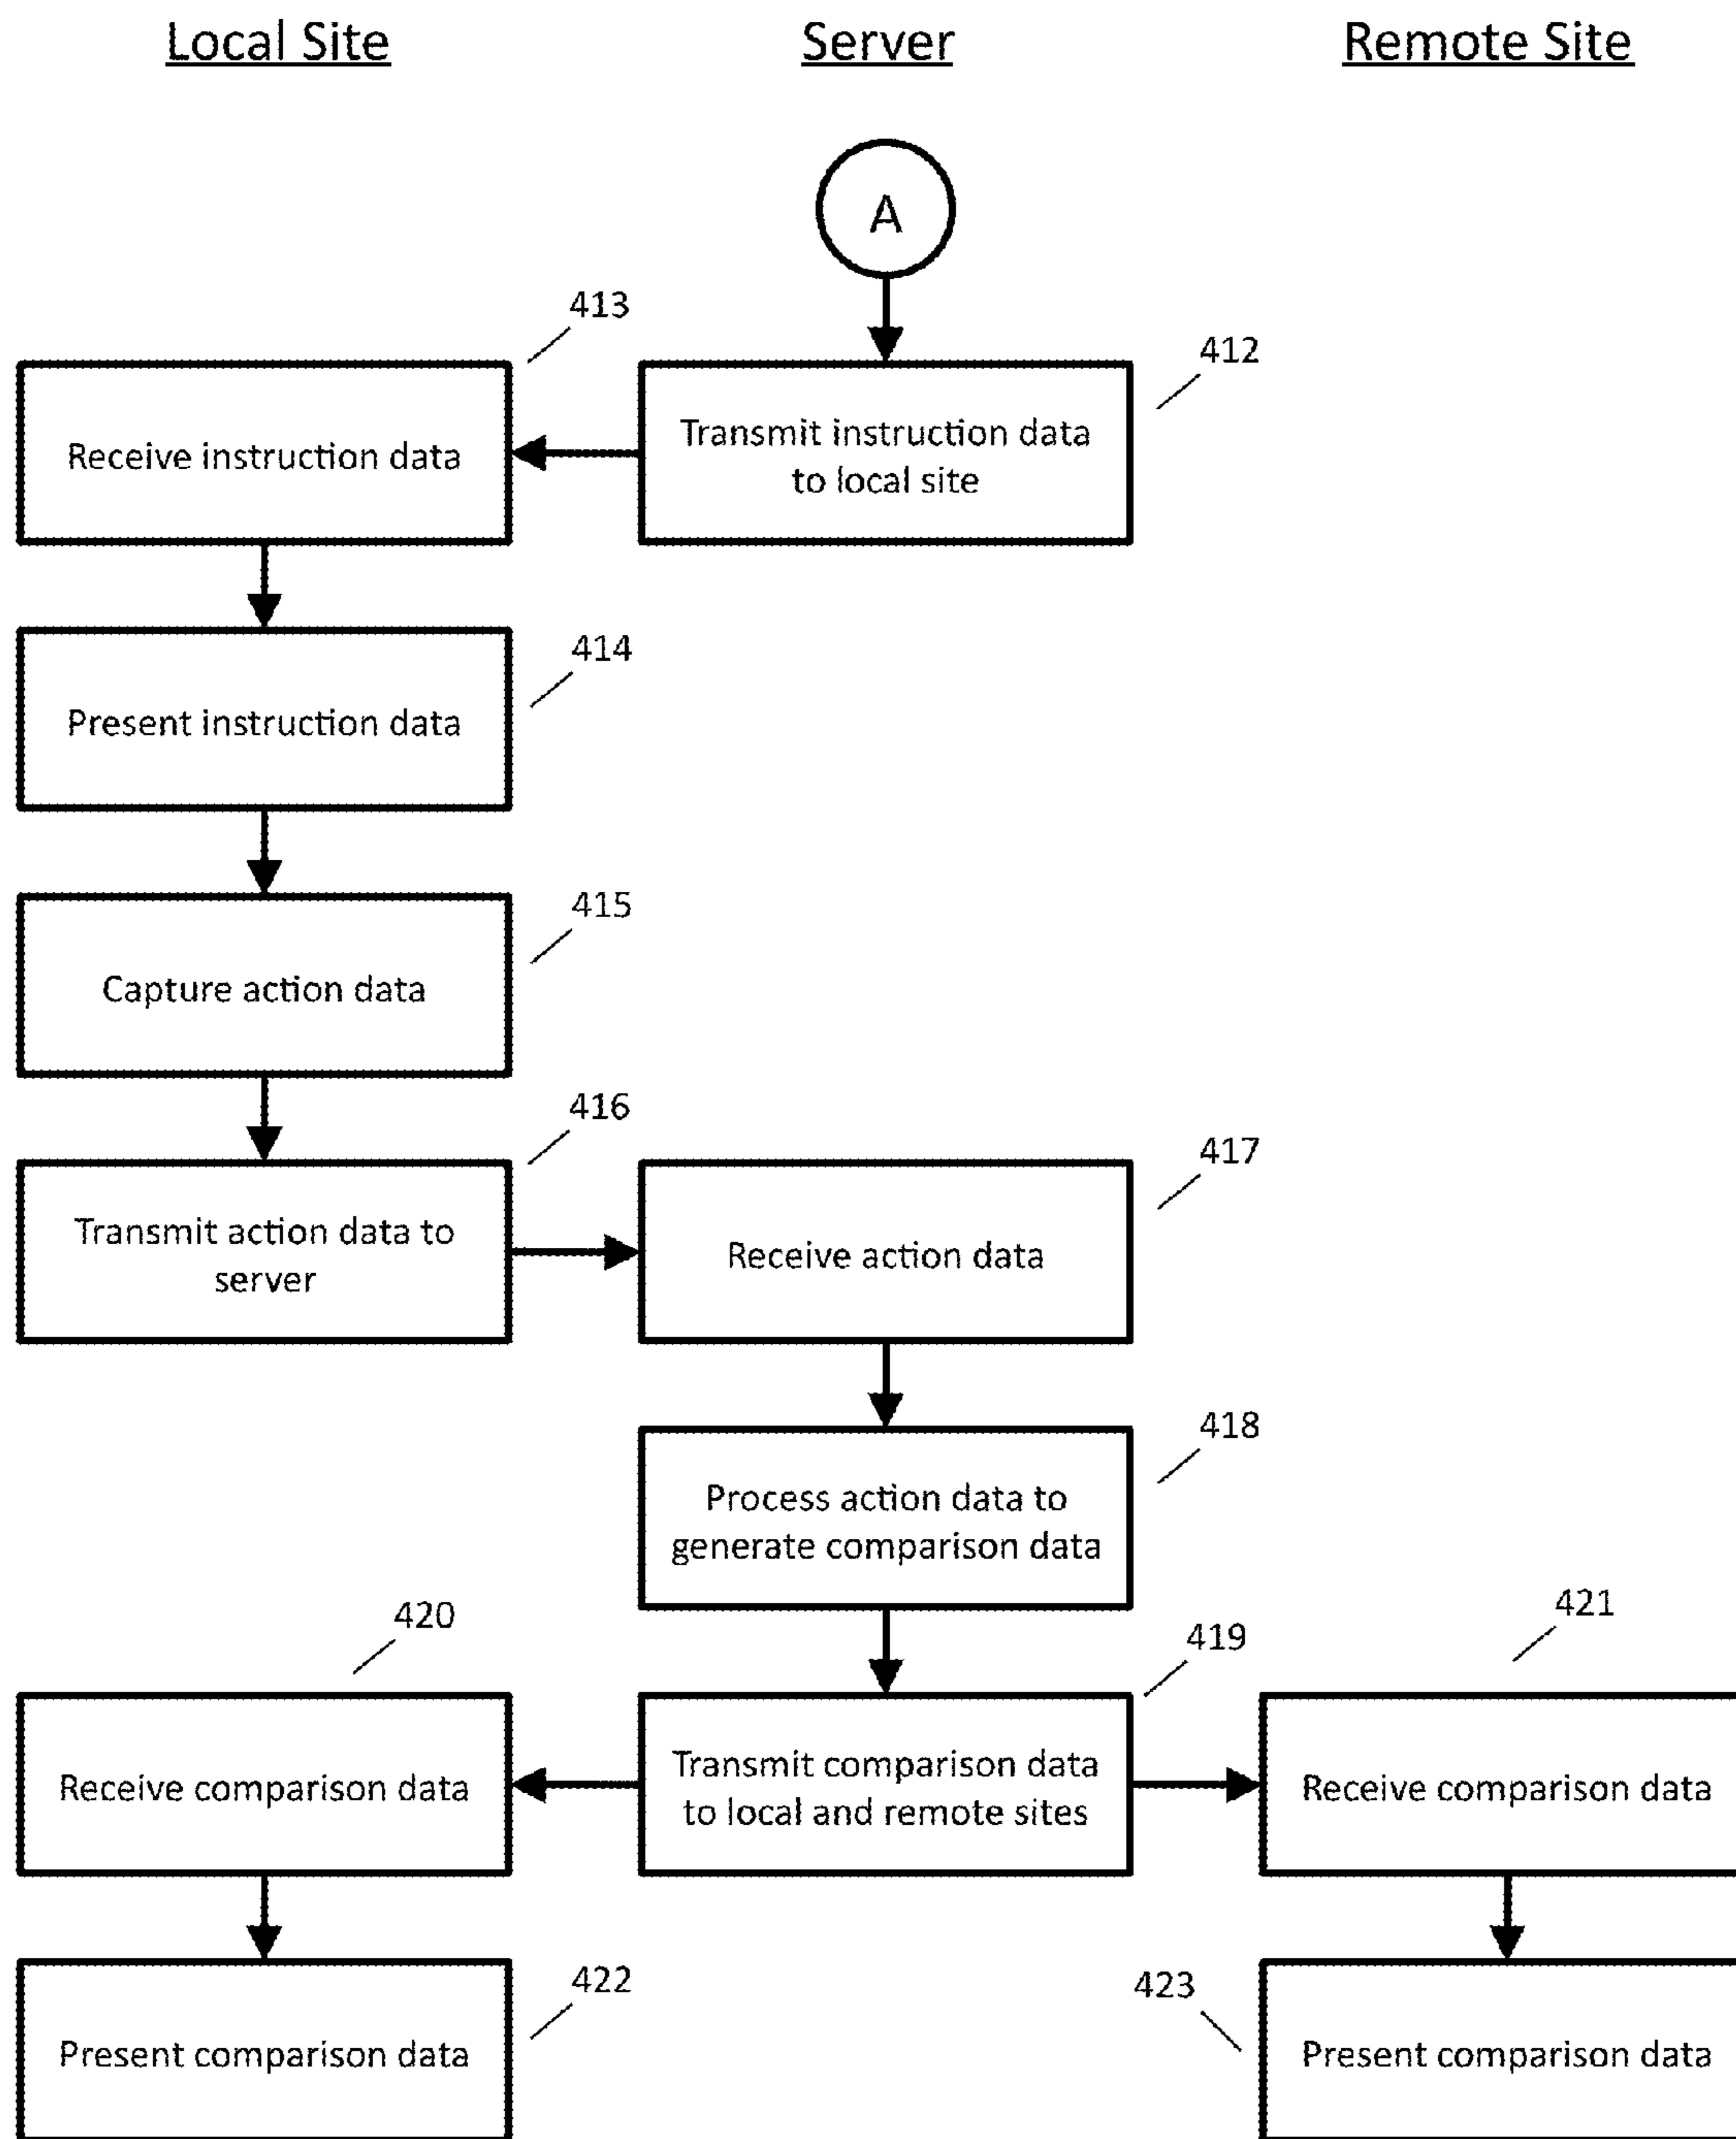 Local Site
Server
Remote Site
A
413
412
Receive instruction data
Transmit instruction data
to local site
414
Present instruction data
415
Capture action data
416
417
Transmit action data to
server
Receive action data
418
Process action data to
generate comparison data
420
419
421
Receive comparison data
Transmit comparison data
to local and remote sites
Receive comparison data
422
423
Present comparison data
Present comparison data